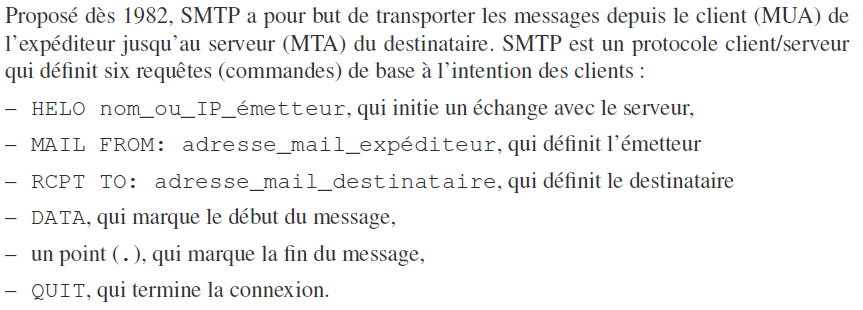 Proposé dès 1982, SMTP a pour but de transporter les messages depuis le client (MUA) de
l'expéditeur jusqu'au serveur (MTA) du destinataire. SMTP est un protocole client/serveur
qui définit six requêtes (commandes) de base à l'intention des clients :
– HELO nom_ou_IP_émetteur, qui initie un échange avec le serveur,
– MAIL FROM: adresse_mail_expéditeur, qui définit l'émetteur
– RCPT TO: adresse_mail_destinataire, qui définit le destinataire
– DATA, qui marque le début du message,
– un point (.), qui marque la fin du message,
– QUIT, qui termine la connexion.